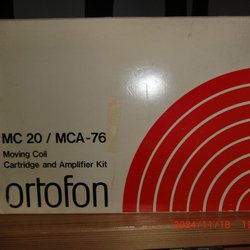 MC 20 / MCA-76
Moving Coil
Cartridge and Amplifier Kit
ortofon
2024/11/18